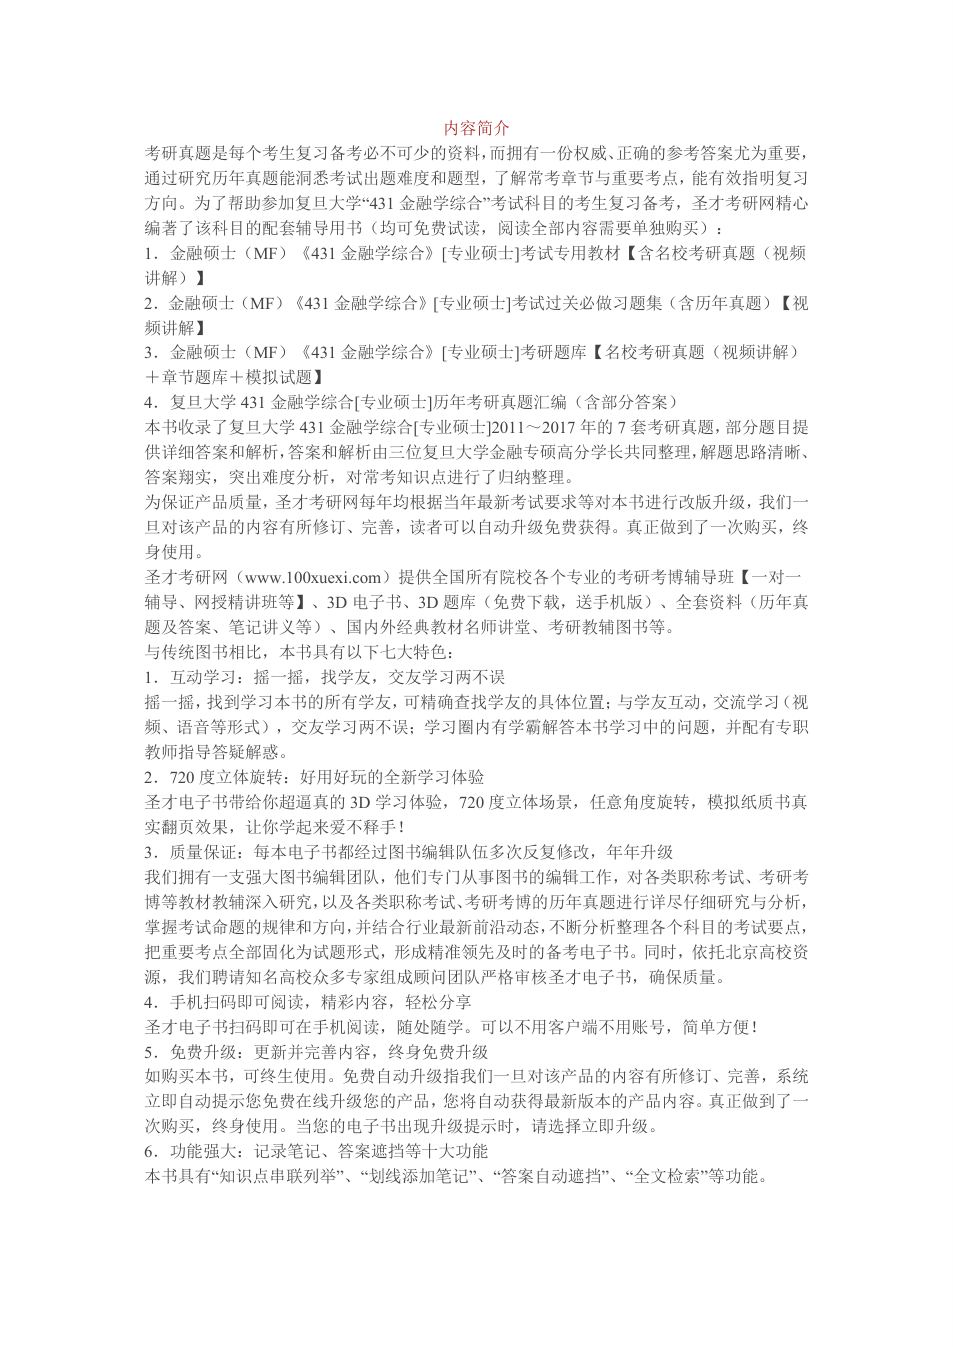 内容简介
考研真题是每个考生复习备考必不可少的资料，而拥有一份权威、正确的参考答案尤为重要，
通过研究历年真题能洞悉考试出题难度和题型，了解常考章节与重要考点，能有效指明复习
方向。为了帮助参加复旦大学“431 金融学综合”考试科目的考生复习备考，圣才考研网精心
编著了该科目的配套辅导用书（均可免费试读，阅读全部内容需要单独购买）：
1．金融硕士（MF）《431 金融学综合》[专业硕士]考试专用教材【含名校考研真题（视频
讲解）】
2．金融硕士（MF）《431 金融学综合》[专业硕士]考试过关必做习题集（含历年真题）【视
频讲解】
3．金融硕士（MF）《431 金融学综合》[专业硕士]考研题库【名校考研真题（视频讲解）
＋章节题库＋模拟试题】
4．复旦大学 431 金融学综合[专业硕士]历年考研真题汇编（含部分答案）
本书收录了复旦大学 431 金融学综合[专业硕士]2011～2017 年的 7 套考研真题，部分题目提
供详细答案和解析，答案和解析由三位复旦大学金融专硕高分学长共同整理，解题思路清晰、
答案翔实，突出难度分析，对常考知识点进行了归纳整理。
为保证产品质量，圣才考研网每年均根据当年最新考试要求等对本书进行改版升级，我们一
旦对该产品的内容有所修订、完善，读者可以自动升级免费获得。真正做到了一次购买，终
身使用。
圣才考研网（www.100xuexi.com）提供全国所有院校各个专业的考研考博辅导班【一对一
辅导、网授精讲班等】、3D 电子书、3D 题库（免费下载，送手机版）、全套资料（历年真
题及答案、笔记讲义等）、国内外经典教材名师讲堂、考研教辅图书等。
与传统图书相比，本书具有以下七大特色：
1．互动学习：摇一摇，找学友，交友学习两不误
摇一摇，找到学习本书的所有学友，可精确查找学友的具体位置；与学友互动，交流学习（视
频、语音等形式），交友学习两不误；学习圈内有学霸解答本书学习中的问题，并配有专职
教师指导答疑解惑。
2．720 度立体旋转：好用好玩的全新学习体验
圣才电子书带给你超逼真的 3D 学习体验，720 度立体场景，任意角度旋转，模拟纸质书真
实翻页效果，让你学起来爱不释手！
3．质量保证：每本电子书都经过图书编辑队伍多次反复修改，年年升级
我们拥有一支强大图书编辑团队，他们专门从事图书的编辑工作，对各类职称考试、考研考
博等教材教辅深入研究，以及各类职称考试、考研考博的历年真题进行详尽仔细研究与分析，
掌握考试命题的规律和方向，并结合行业最新前沿动态，不断分析整理各个科目的考试要点，
把重要考点全部固化为试题形式，形成精准领先及时的备考电子书。同时，依托北京高校资
源，我们聘请知名高校众多专家组成顾问团队严格审核圣才电子书，确保质量。
4．手机扫码即可阅读，精彩内容，轻松分享
圣才电子书扫码即可在手机阅读，随处随学。可以不用客户端不用账号，简单方便！
5．免费升级：更新并完善内容，终身免费升级
如购买本书，可终生使用。免费自动升级指我们一旦对该产品的内容有所修订、完善，系统
立即自动提示您免费在线升级您的产品，您将自动获得最新版本的产品内容。真正做到了一
次购买，终身使用。当您的电子书出现升级提示时，请选择立即升级。
6．功能强大：记录笔记、答案遮挡等十大功能
本书具有“知识点串联列举”、“划线添加笔记”、“答案自动遮挡”、“全文检索”等功能。